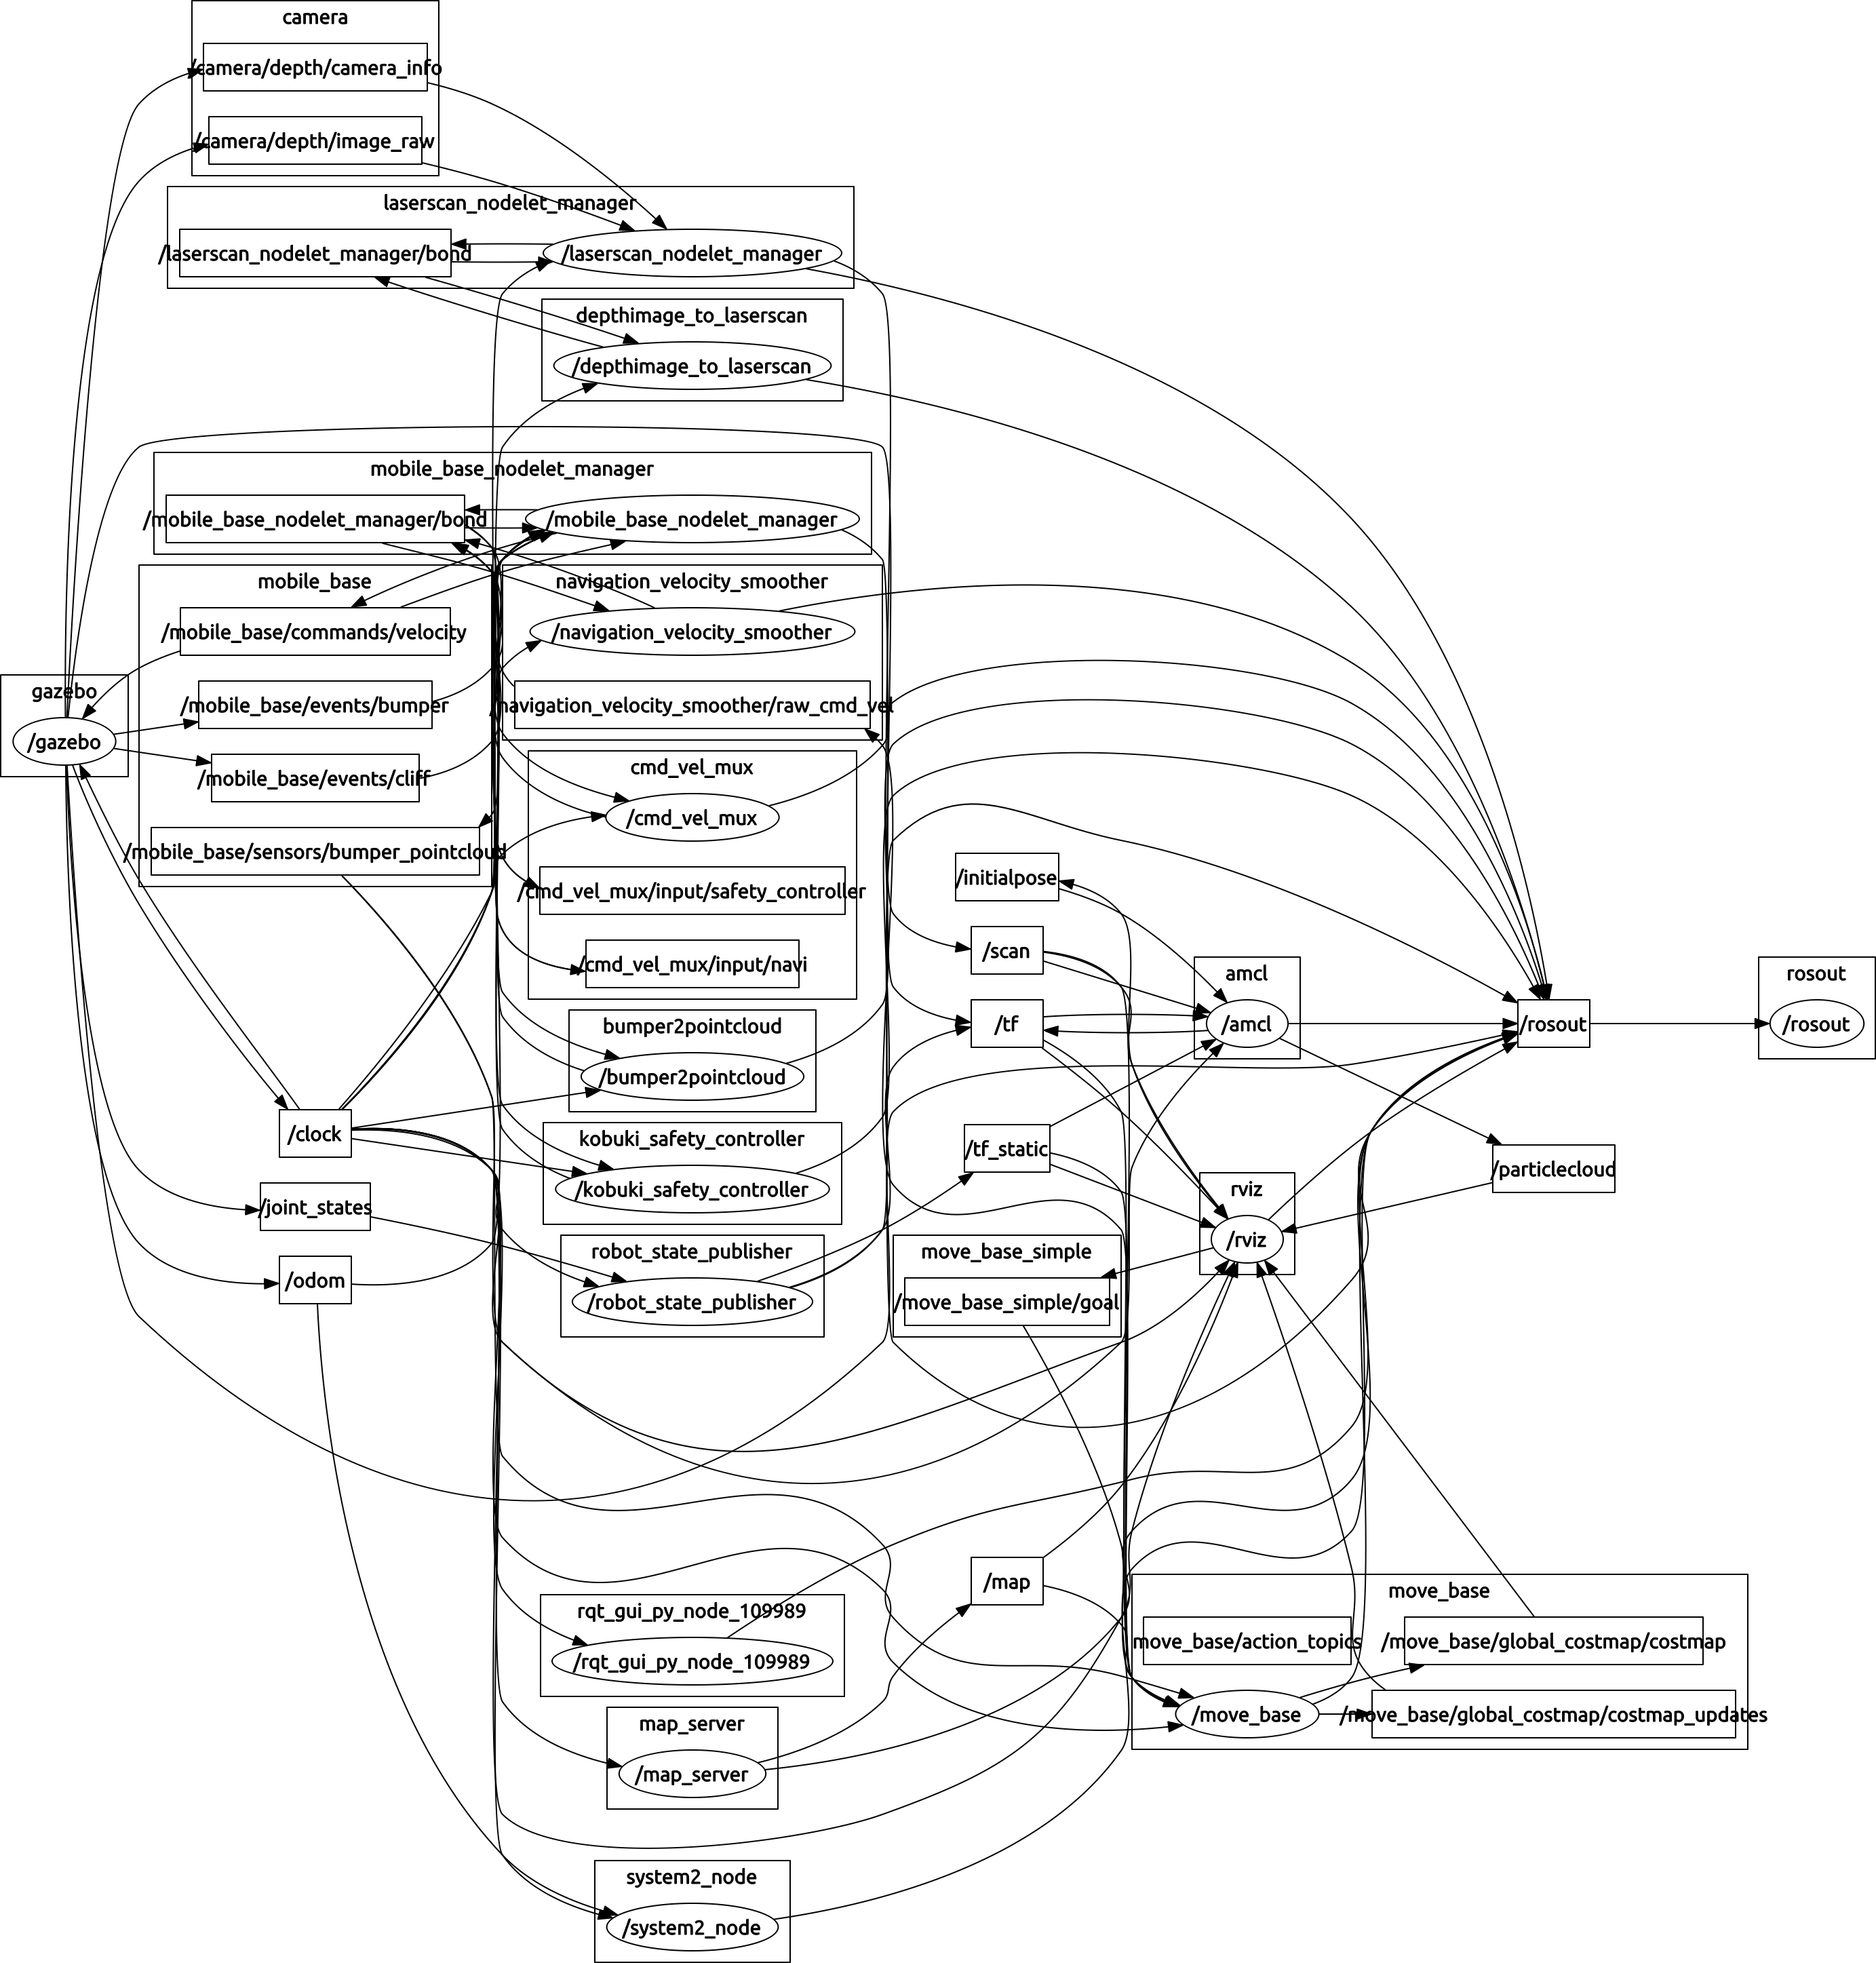 camera
/camera/depth/camera_info
/camera/depth/image_raw
laserscan_nodelet_manager
/laserscan_nodelet_manager/bond
/laserscan_nodelet_manager
depthimage_to_laserscan
/depthimage_to_laserscan
mobile_base_nodelet_manager
/mobile_base_nodelet_manager/bond
/mobile_base_nodelet_manager
mobile_base
/mobile_base/commands/velocity
/mobile_base/events/bumper
/mobile_base/events/cliff
/mobile_base/sensors/bumper_pointcloud
navigation_velocity_smoother
/navigation_velocity_smoother
/navigation_velocity_smoother/raw_cmd_vel
gazebo
/gazebo
cmd_vel_mux
/cmd_vel_mux
/cmd_vel_mux/input/safety_controller
/cmd_vel_mux/input/navi
/initialpose
/scan
/tf
amcl
/amcl
/rosout
rosout
/rosout
bumper2pointcloud
/bumper2pointcloud
/clock
kobuki_safety_controller
/kobuki_safety_controller
/tf_static
/particlecloud
/joint_states
rviz
/rviz
/odom
robot_state_publisher
/robot_state_publisher
move_base_simple
/move_base_simple/goal
/map
move_base
move_base/action_topics
/move_base/global_costmap/costmap
/move_base
/move_base/global_costmap/costmap_updates
rqt_gui_py_node_109989
/rqt_gui_py_node_109989
map_server
/map_server
system2_node
/system2_node